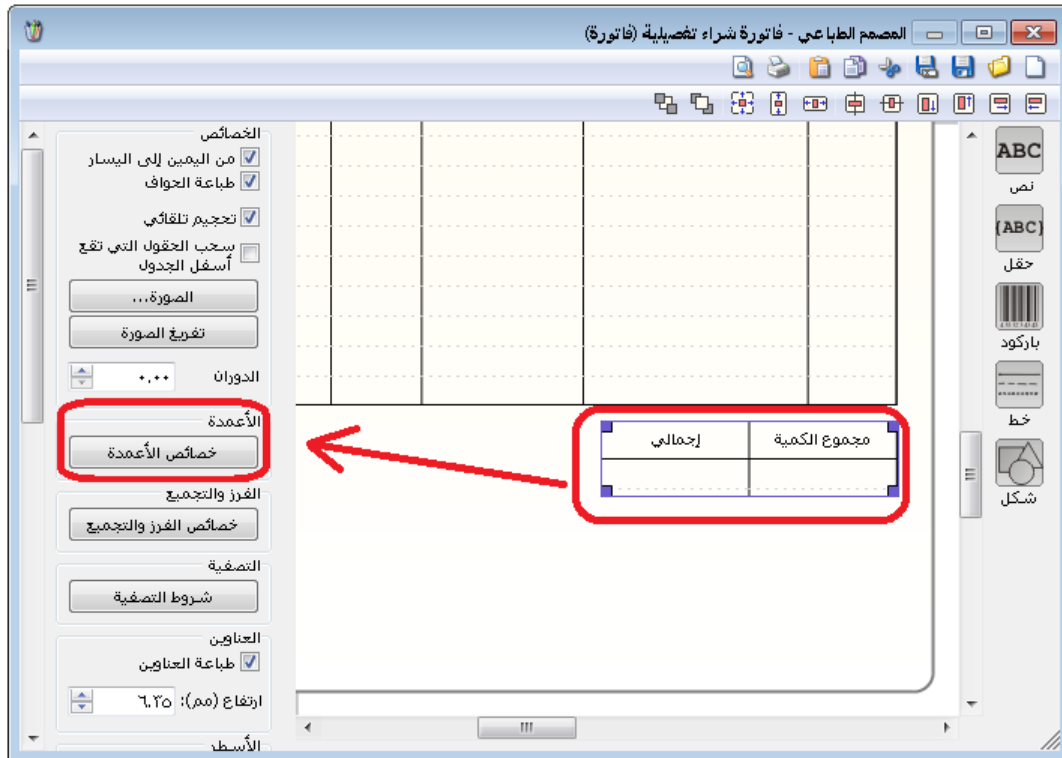 المصمم الطباعي - فاتورة شراء تفصيلية (فاتورة)
ABC
نص
{ABC}
حقل
باركود
خط
شكل
مجموع الكمية
إجمالي
الخصائص
من اليمين إلى اليسار
طباعة الحواف
تحجيم تلقائي
سحب الحقول التي تقع
أسفل الجدول
الصورة...
تفريغ الصورة
الدوران ٠,٠٠
الأعمدة
خصائص الأعمدة
الفرز والتجميع
خصائص الفرز والتجميع
التصفية
شروط التصفية
العناوين
طباعة العناوين
ارتفاع (مم): ٦,٣٥
الأسطر